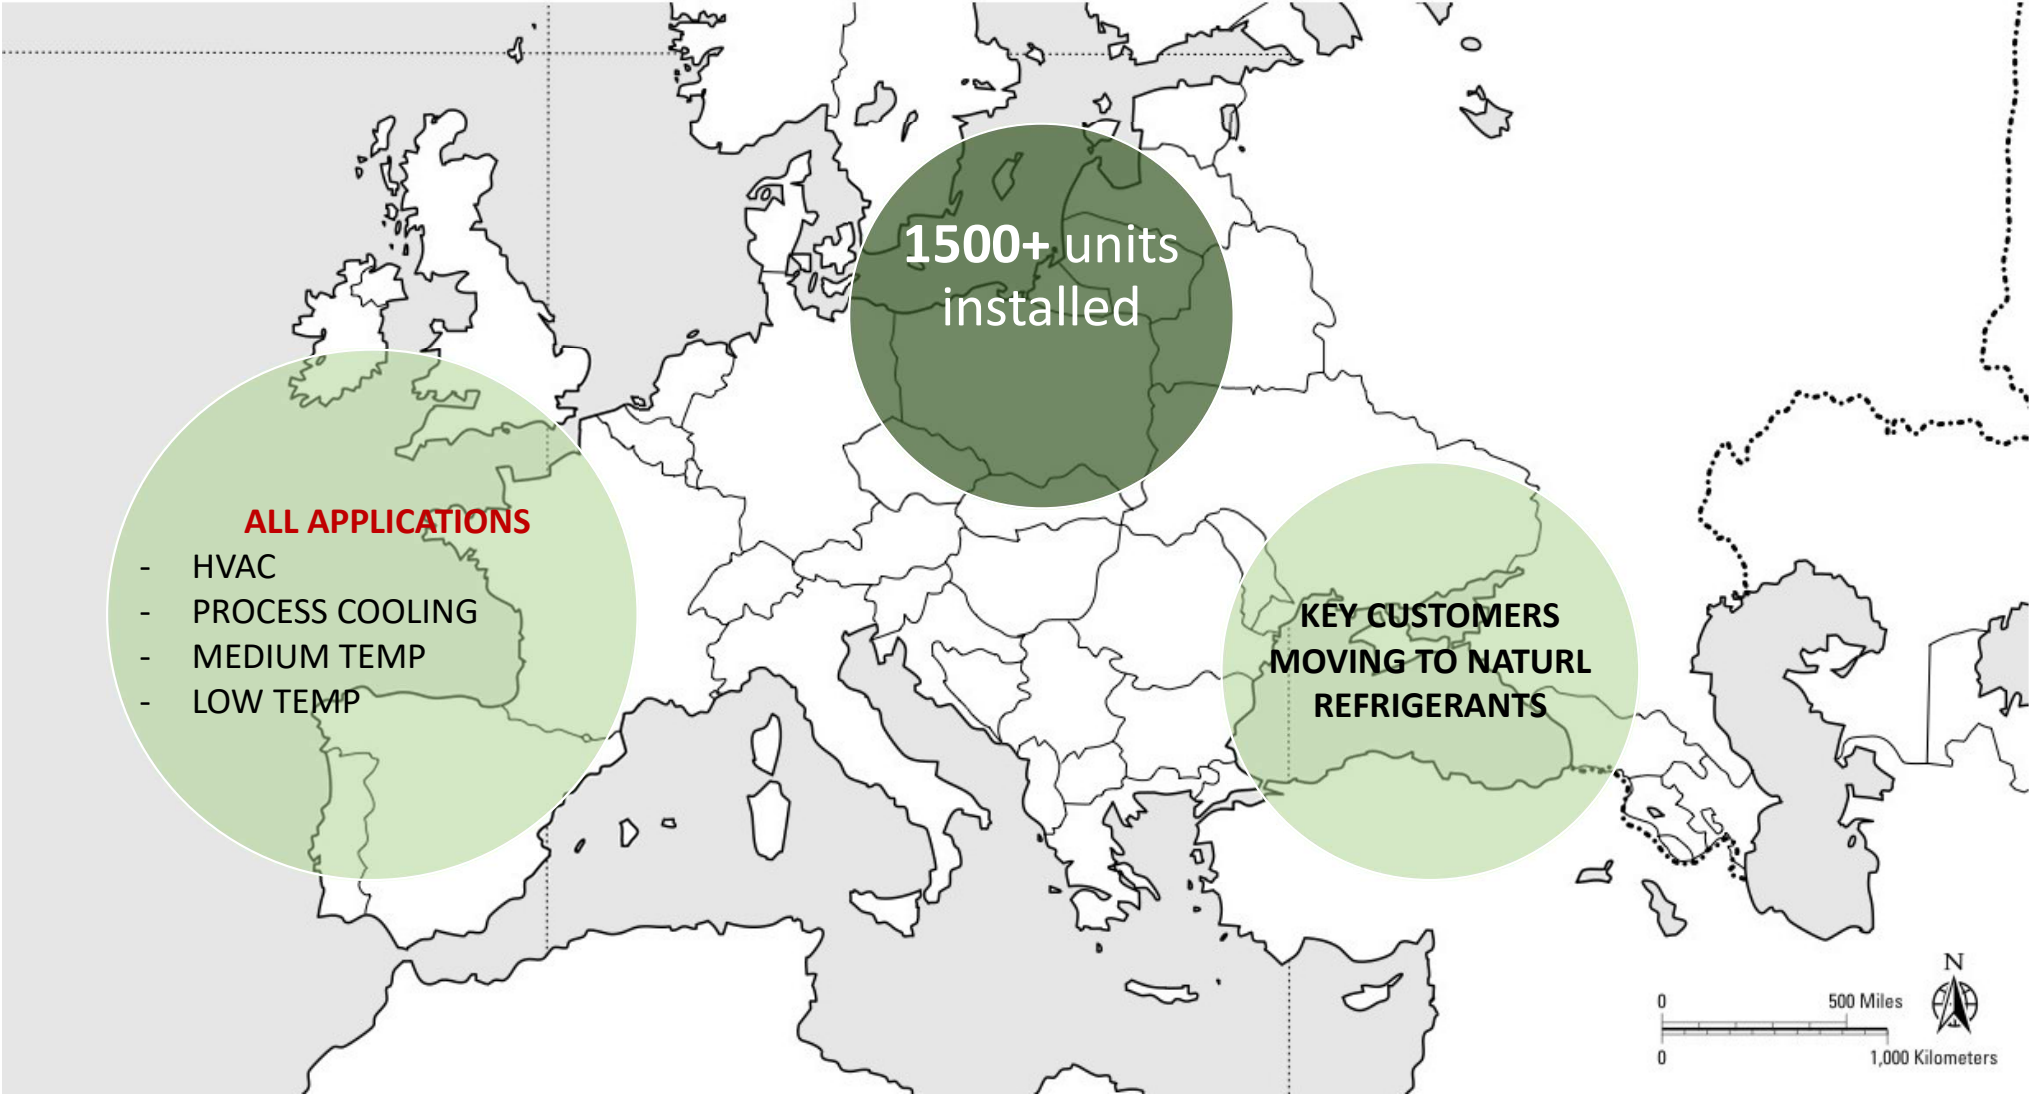 1500+ units
installed
ALL APPLICATIONS
- HVAC
- PROCESS COOLING
- MEDIUM TEMP
- LOW TEMP
KEY CUSTOMERS
MOVING TO NATURL
REFRIGERANTS
N
0 500 Miles
0 1,000 Kilometers